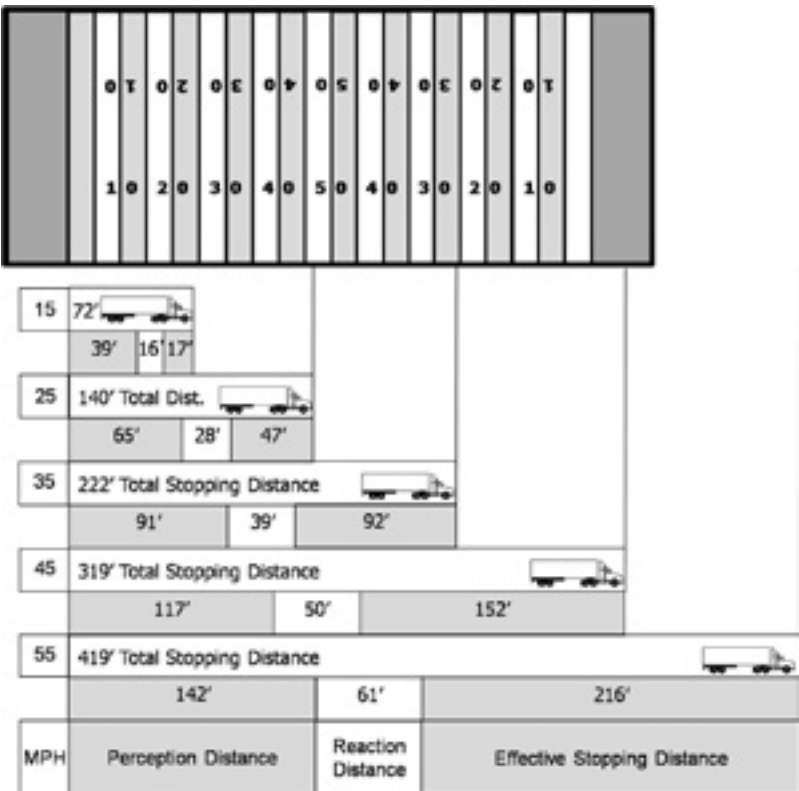 0 1 0 2 0 3 0 4 0 5 0 4 0 3 0 2 0 1
1 0 2 0 3 0 4 0 5 0 4 0 3 0 2 0 1 0
15 72'
39' 16' 17'
25 140' Total Dist.
65' 28' 47'
35 222' Total Stopping Distance
91' 39' 92'
45 319' Total Stopping Distance
117' 50' 152'
55 419' Total Stopping Distance
142' 61' 216'
MPH Perception Distance Reaction Distance Effective Stopping Distance